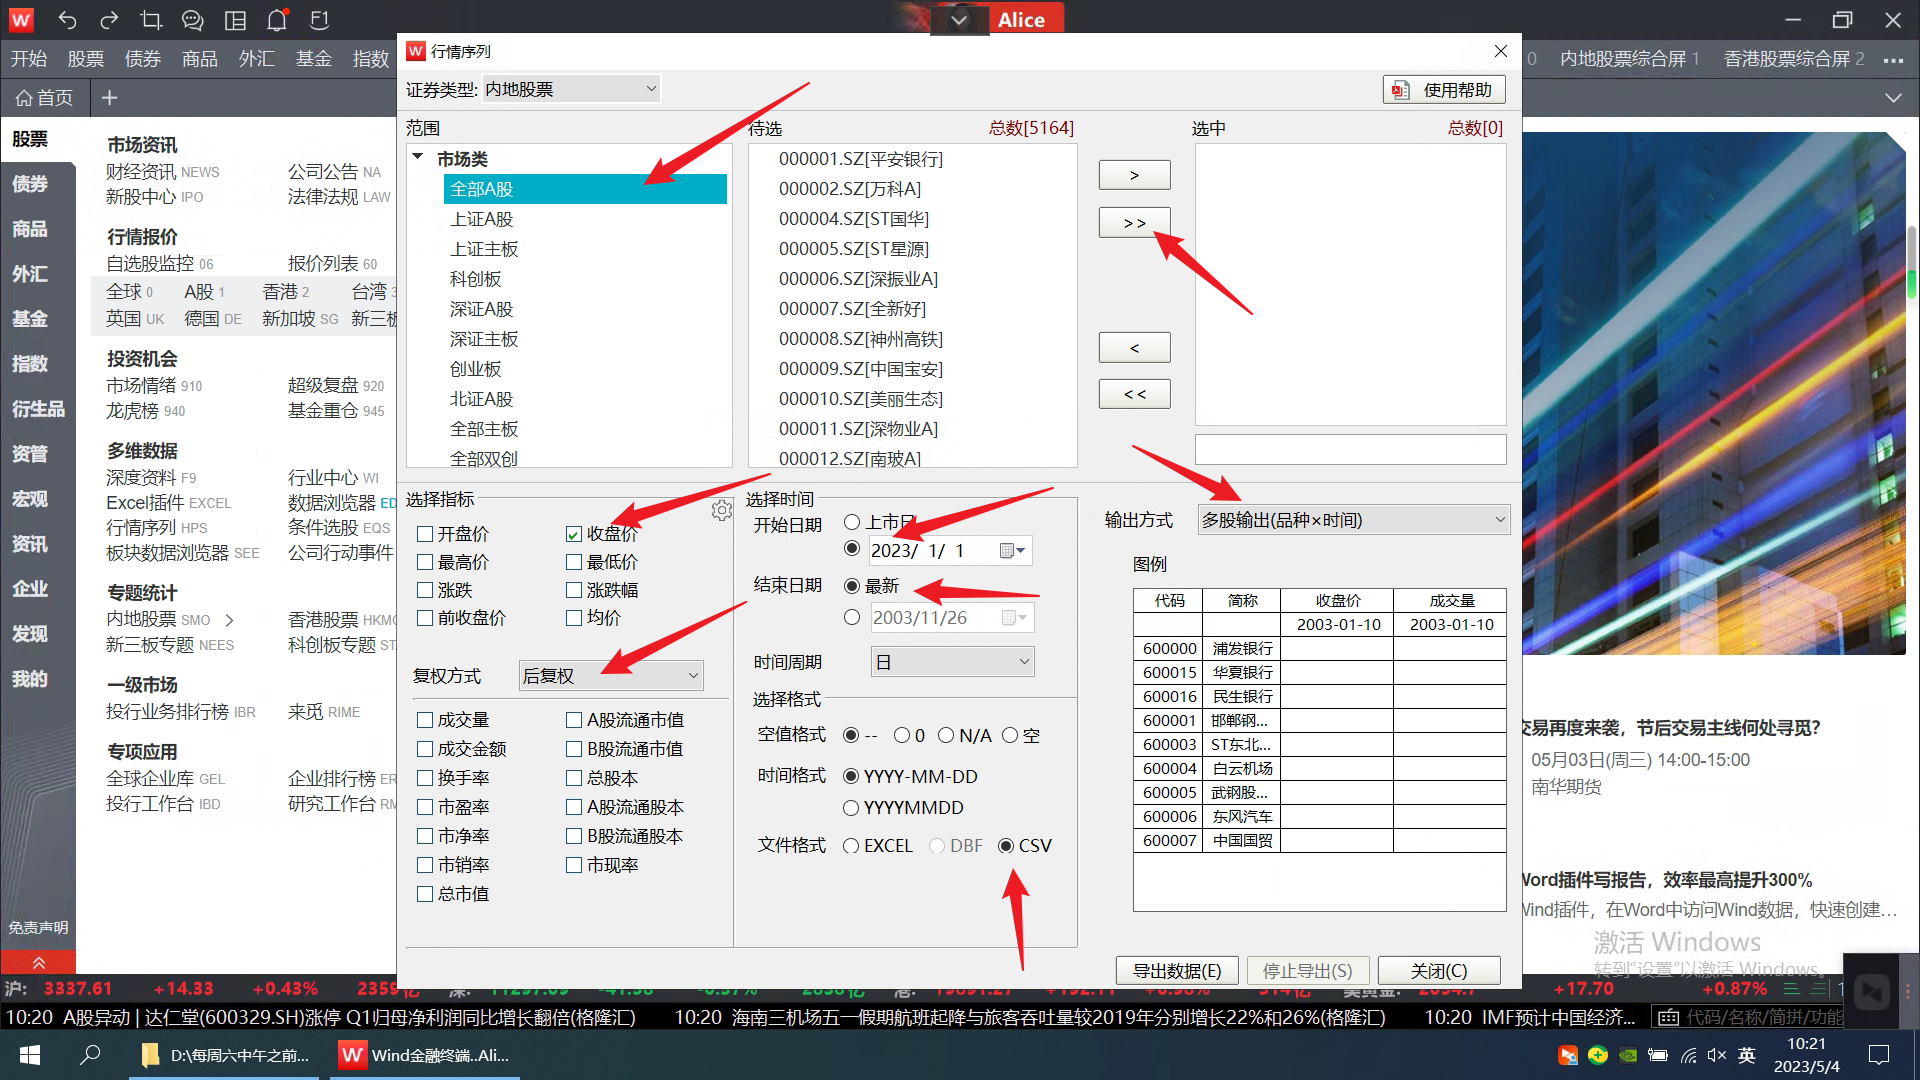 W
F1
Alice
开始 股票 债券 商品 外汇 基金 指数
0 内地股票综合屏 1 香港股票综合屏 2
首页
股票
债券
商品
外汇
基金
指数
衍生品
资管
宏观
资讯
企业
发现
我的
免责声明
市场资讯
财经资讯 NEWS 公司公告 NA
新股中心 IPO 法律法规 LAW
行情报价
自选股监控 06 报价列表 60
全球 0 A股 1 香港 2 台湾 3
英国 UK 德国 DE 新加坡 SG 新三板
投资机会
市场情绪 910 超级复盘 920
龙虎榜 940 基金重仓 945
多维数据
深度资料 F9 行业中心 WI
Excel插件 EXCEL 数据浏览器 ED
行情序列 HPS 条件选股 EQS
板块数据浏览器 SEE 公司行动事件
专题统计
内地股票 SMO 香港股票 HKMO
新三板专题 NEES 科创板专题 ST
一级市场
投行业务排行榜 IBR 来觅 RIME
专项应用
全球企业库 GEL 企业排行榜 ER
投行工作台 IBD 研究工作台 RM
W 行情序列
证券类型: 内地股票
使用帮助
范围
市场类
全部A股
上证A股
上证主板
科创板
深证A股
深证主板
创业板
北证A股
全部主板
全部双创
待选 总数[5164]
000001.SZ[平安银行]
000002.SZ[万科A]
000004.SZ[ST国华]
000005.SZ[ST星源]
000006.SZ[深振业A]
000007.SZ[全新好]
000008.SZ[神州高铁]
000009.SZ[中国宝安]
000010.SZ[美丽生态]
000011.SZ[深物业A]
000012.SZ[南玻A]
>
>>
<
<<
选中 总数[0]
选择指标
开盘价 收盘价
最高价 最低价
涨跌 涨跌幅
前收盘价 均价
复权方式 后复权
成交量 A股流通市值
成交金额 B股流通市值
换手率 总股本
市盈率 A股流通股本
市净率 B股流通股本
市销率 市现率
总市值
选择时间
开始日期 上市日
2023/ 1/ 1
结束日期 最新
2003/11/26
时间周期 日
选择格式
空值格式 -- 0 N/A 空
时间格式 YYYY-MM-DD
YYYYMMDD
文件格式 EXCEL DBF CSV
输出方式 多股输出(品种×时间)
图例
代码 简称 收盘价 成交量
2003-01-10 2003-01-10
600000 浦发银行
600015 华夏银行
600016 民生银行
600001 邯郸钢...
600003 ST东北...
600004 白云机场
600005 武钢股...
600006 东风汽车
600007 中国国贸
导出数据(E) 停止导出(S) 关闭(C)
交易再度来袭，节后交易主线何处寻觅?
05月03日(周三) 14:00-15:00
南华期货
Word插件写报告，效率最高提升300%
Wind插件，在Word中访问Wind数据，快速创建...
激活 Windows
转到“设置”以激活 Windows。
沪: 3337.61 +14.33 +0.43% 2359亿 +17.70 +0.87%
10:20 A股异动 | 达仁堂(600329.SH)涨停 Q1归母净利润同比增长翻倍(格隆汇) 10:20 海南三机场五一假期航班起降与旅客吞吐量较2019年分别增长22%和26%(格隆汇) 10:20 IMF预计中国经济...
代码/名称/简拼/功能
D:\每周六中午之前... W Wind金融终端..Ali...
英
10:21
2023/5/4